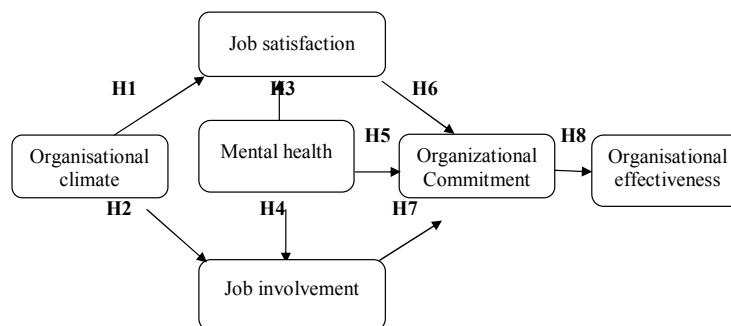 Job satisfaction
H1
H3
H6
Organisational
climate
Mental health
H5
Organizational
Commitment
H8
Organisational
effectiveness
H2
H4
H7
Job involvement